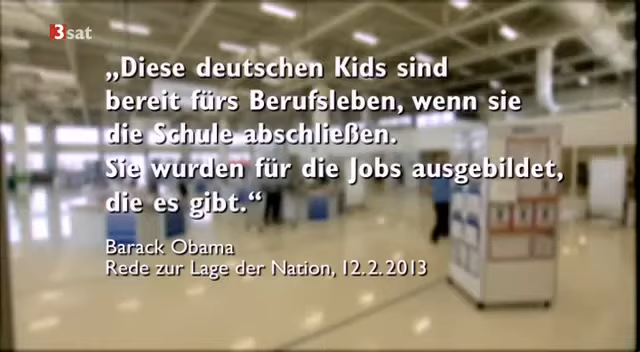 3sat
„Diese deutschen Kids sind
bereit fürs Berufsleben, wenn sie
die Schule abschließen.
Sie wurden für die Jobs ausgebildet,
die es gibt.“
Barack Obama
Rede zur Lage der Nation, 12.2.2013